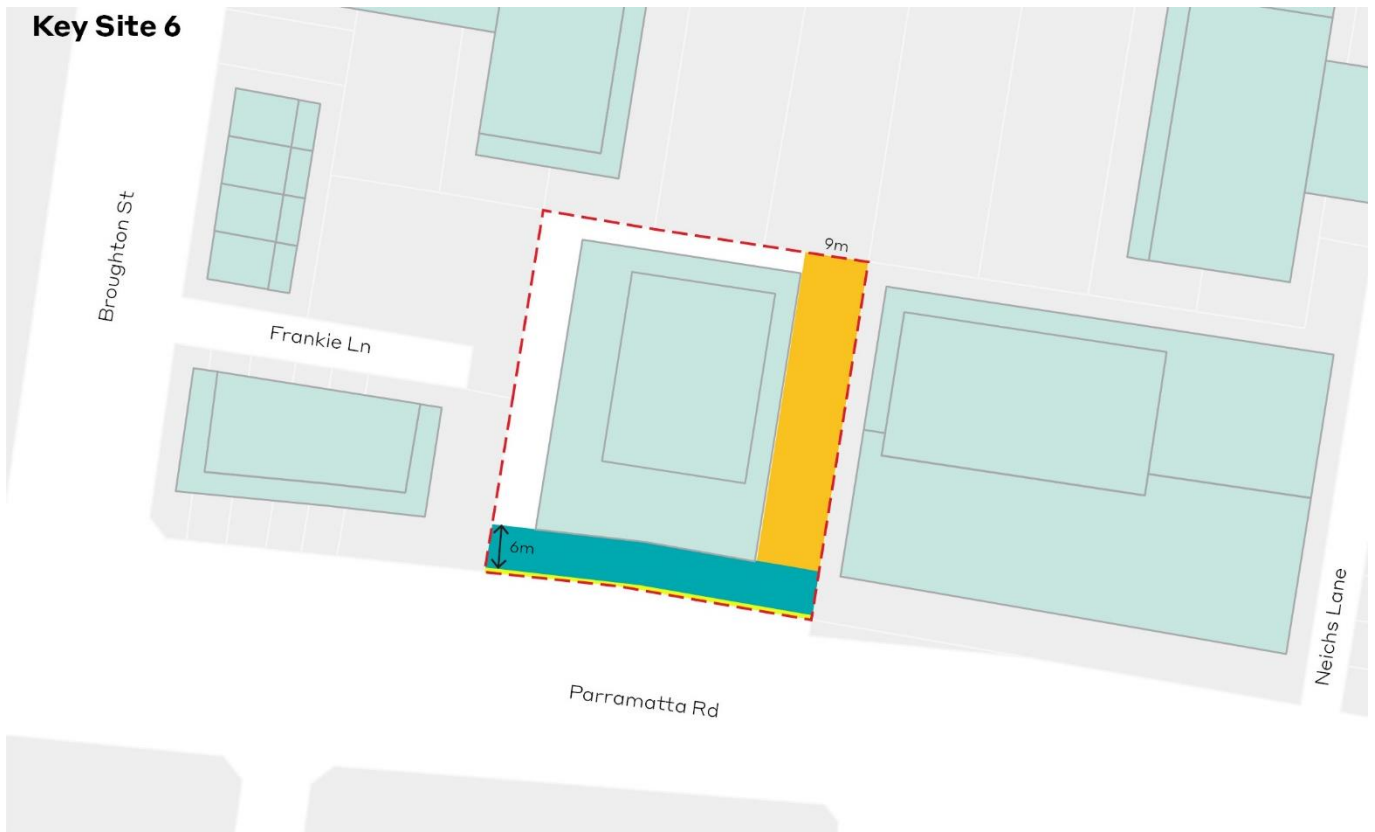 Key Site 6
Broughton St
9m
Frankie Ln
6m
Neichs Lane
Parramatta Rd